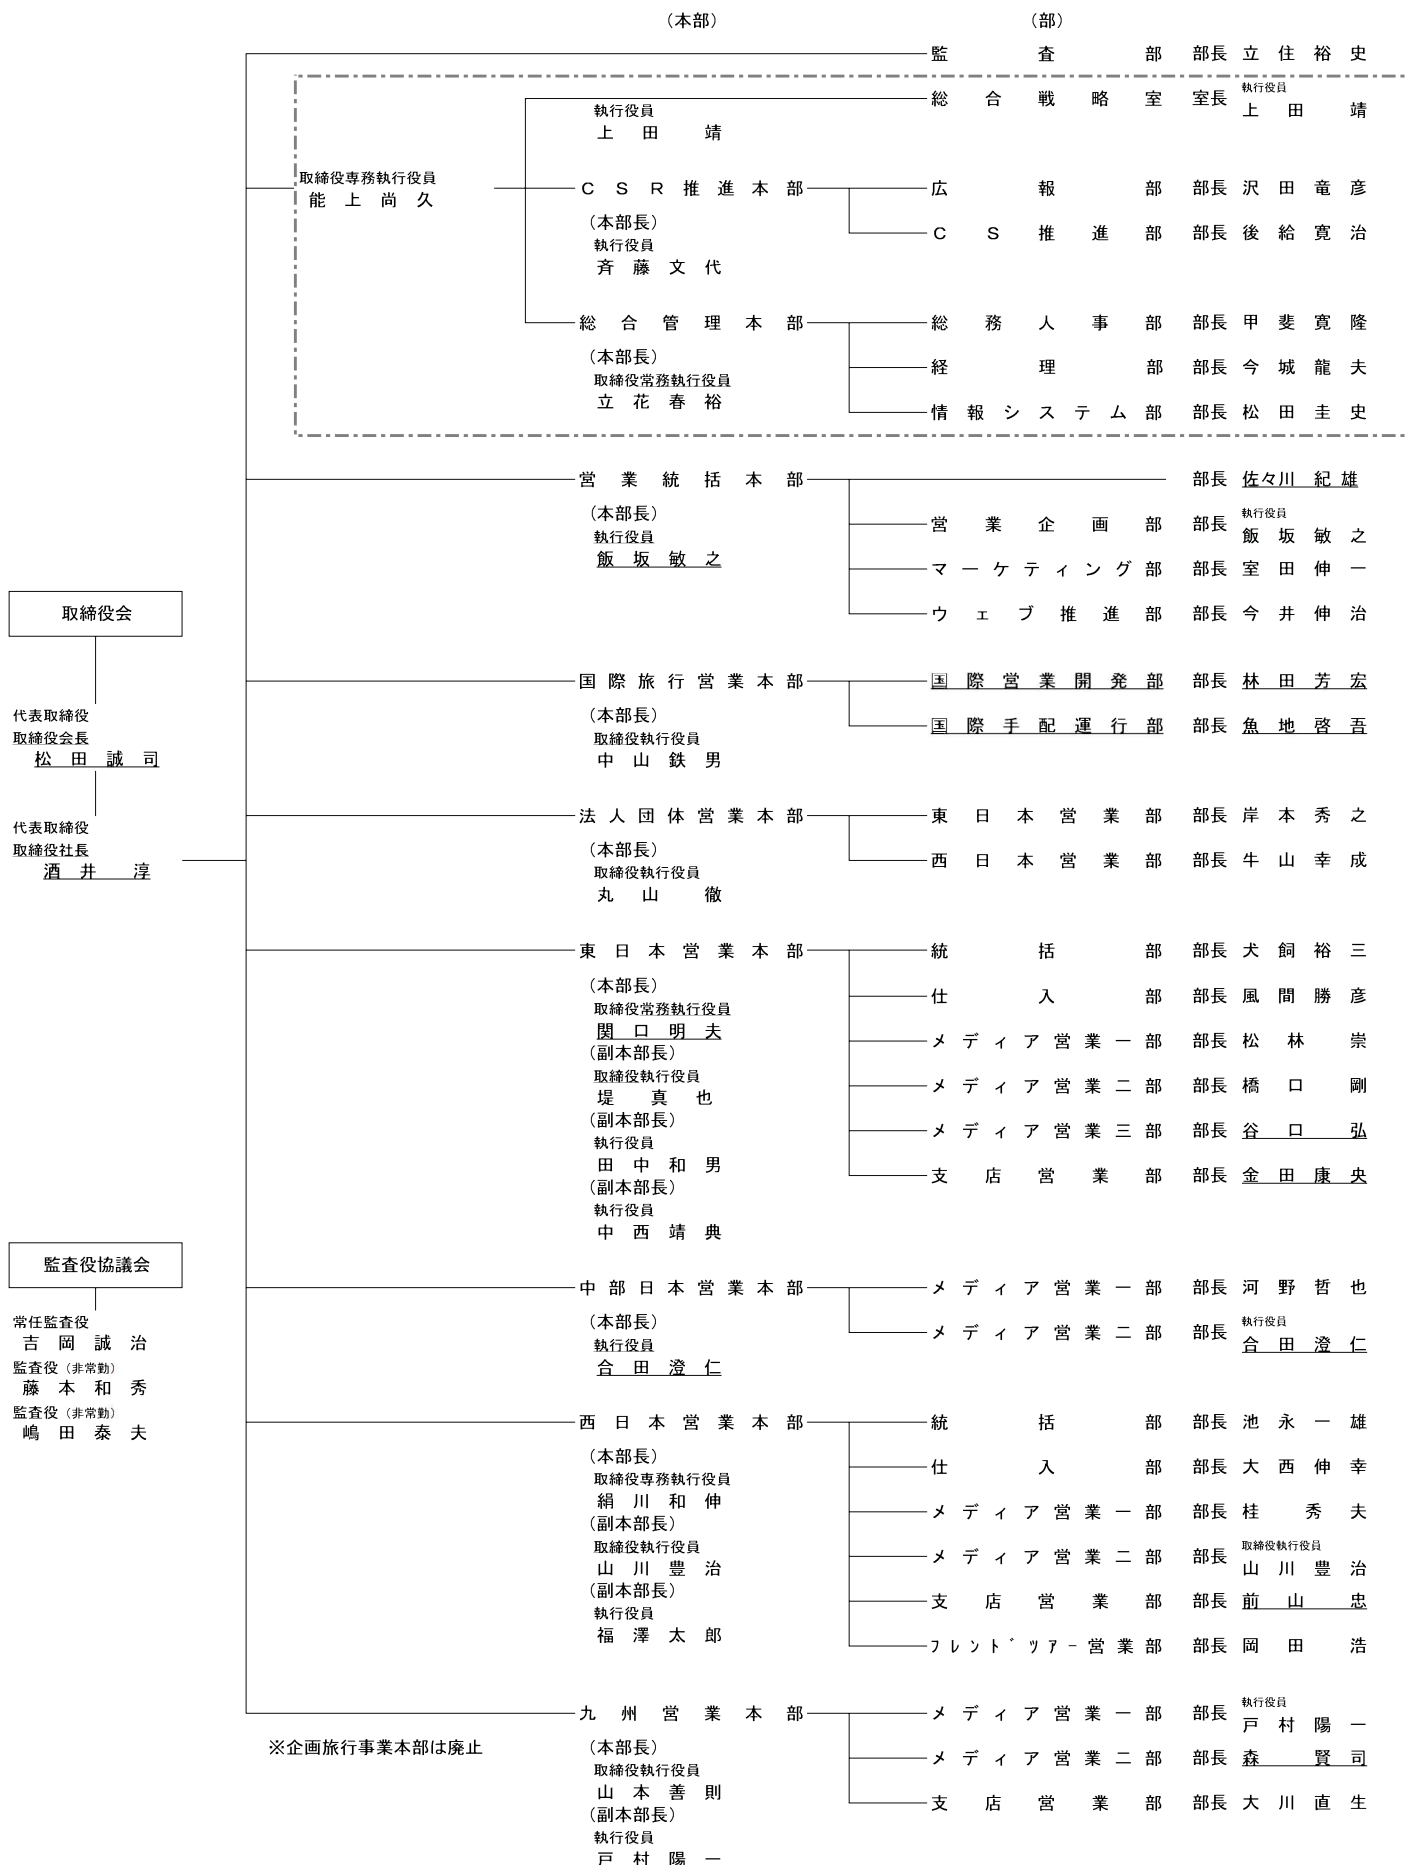 （本部） （部）
監査部 部長 立住裕史
総合戦略室 室長 執行役員
上田靖
執行役員
上田靖
取締役専務執行役員
能上尚久
ＣＳＲ推進本部 広報部 部長 沢田竜彦
（本部長）
執行役員
斉藤文代
ＣＳ推進部 部長 後給寛治
総合管理本部 総務人事部 部長 甲斐寛隆
（本部長）
取締役常務執行役員
立花春裕
経理部 部長 今城龍夫
情報システム部 部長 松田圭史
営業統括本部 部長 佐々川紀雄
（本部長）
執行役員
飯坂敏之
営業企画部 部長 執行役員
飯坂敏之
マーケティング部 部長 室田伸一
ウェブ推進部 部長 今井伸治
取締役会
代表取締役
取締役会長
松田誠司
代表取締役
取締役社長
酒井淳
国際旅行営業本部 国際営業開発部 部長 林田芳宏
（本部長）
取締役執行役員
中山鉄男
国際手配運行部 部長 魚地啓吾
法人団体営業本部 東日本営業部 部長 岸本秀之
（本部長）
取締役執行役員
丸山徹
西日本営業部 部長 牛山幸成
東日本営業本部 統括部 部長 犬飼裕三
（本部長）
取締役常務執行役員
関口明夫
（副本部長）
取締役執行役員
堤真也
（副本部長）
執行役員
田中和男
（副本部長）
執行役員
中西靖典
仕入部 部長 風間勝彦
メディア営業一部 部長 松林崇
メディア営業二部 部長 橋口剛
メディア営業三部 部長 谷口弘
支店営業部 部長 金田康央
監査役協議会
常任監査役
吉岡誠治
監査役（非常勤）
藤本和秀
監査役（非常勤）
嶋田泰夫
中部日本営業本部 メディア営業一部 部長 河野哲也
（本部長）
執行役員
合田澄仁
メディア営業二部 部長 執行役員
合田澄仁
西日本営業本部 統括部 部長 池永一雄
（本部長）
取締役専務執行役員
絹川和伸
（副本部長）
取締役執行役員
山川豊治
（副本部長）
執行役員
福澤太郎
仕入部 部長 大西伸幸
メディア営業一部 部長 桂秀夫
メディア営業二部 部長 取締役執行役員
山川豊治
支店営業部 部長 前山忠
ﾌﾚﾝﾄﾞﾂｱｰ営業部 部長 岡田浩
九州営業本部 メディア営業一部 部長 執行役員
戸村陽一
※企画旅行事業本部は廃止
（本部長）
取締役執行役員
山本善則
（副本部長）
執行役員
戸村陽一
メディア営業二部 部長 森賢司
支店営業部 部長 大川直生